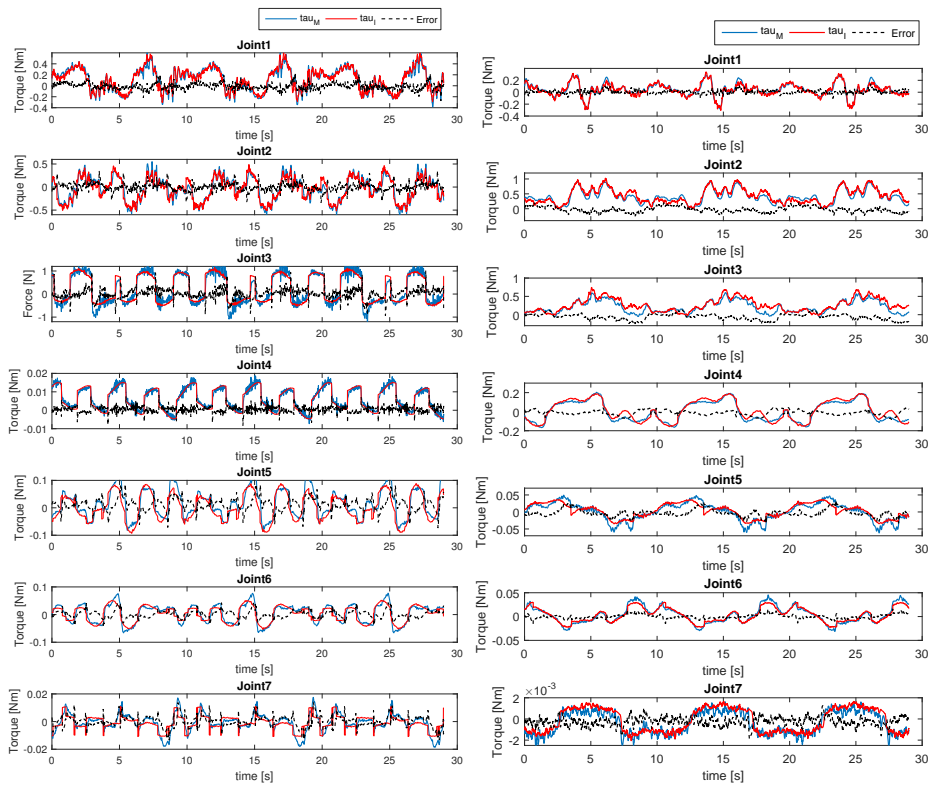 tau_M tau_I Error
Joint1
Torque [Nm]
0.4
0.2
0
-0.2
-0.4
0 5 10 15 20 25 30
time [s]
Joint2
Torque [Nm]
0.5
0
-0.5
0 5 10 15 20 25 30
time [s]
Joint3
Force [N]
1
0
-1
0 5 10 15 20 25 30
time [s]
Joint4
Torque [Nm]
0.02
0.01
0
-0.01
0 5 10 15 20 25 30
time [s]
Joint5
Torque [Nm]
0.1
0
-0.1
0 5 10 15 20 25 30
time [s]
Joint6
Torque [Nm]
0.1
0
-0.1
0 5 10 15 20 25 30
time [s]
Joint7
Torque [Nm]
0.02
0
-0.02
0 5 10 15 20 25 30
time [s]
tau_M tau_I Error
Joint1
Torque [Nm]
0.2
0
-0.2
-0.4
0 5 10 15 20 25 30
time [s]
Joint2
Torque [Nm]
1
0.5
0
0 5 10 15 20 25 30
time [s]
Joint3
Torque [Nm]
1
0.5
0
0 5 10 15 20 25 30
time [s]
Joint4
Torque [Nm]
0.2
0
-0.2
0 5 10 15 20 25 30
time [s]
Joint5
Torque [Nm]
0.05
0
-0.05
0 5 10 15 20 25 30
time [s]
Joint6
Torque [Nm]
0.05
0
-0.05
0 5 10 15 20 25 30
time [s]
×10⁻³ Joint7
Torque [Nm]
2
0
-2
0 5 10 15 20 25 30
time [s]